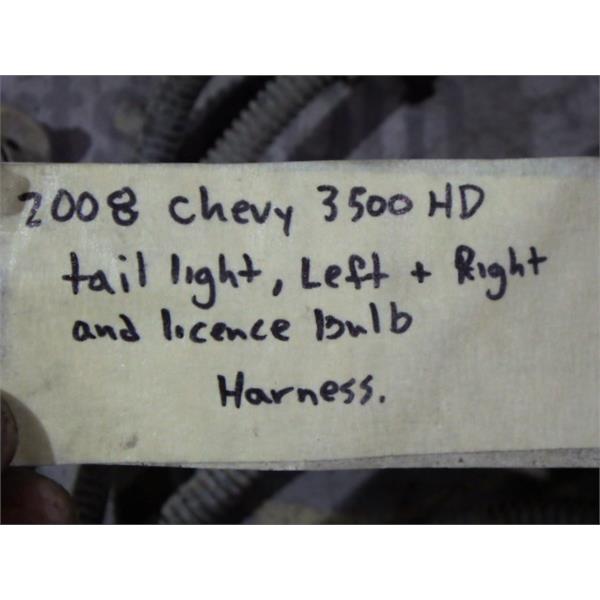 2008 chevy 3500 HD
tail light, Left + Right
and licence Bulb
Harness.